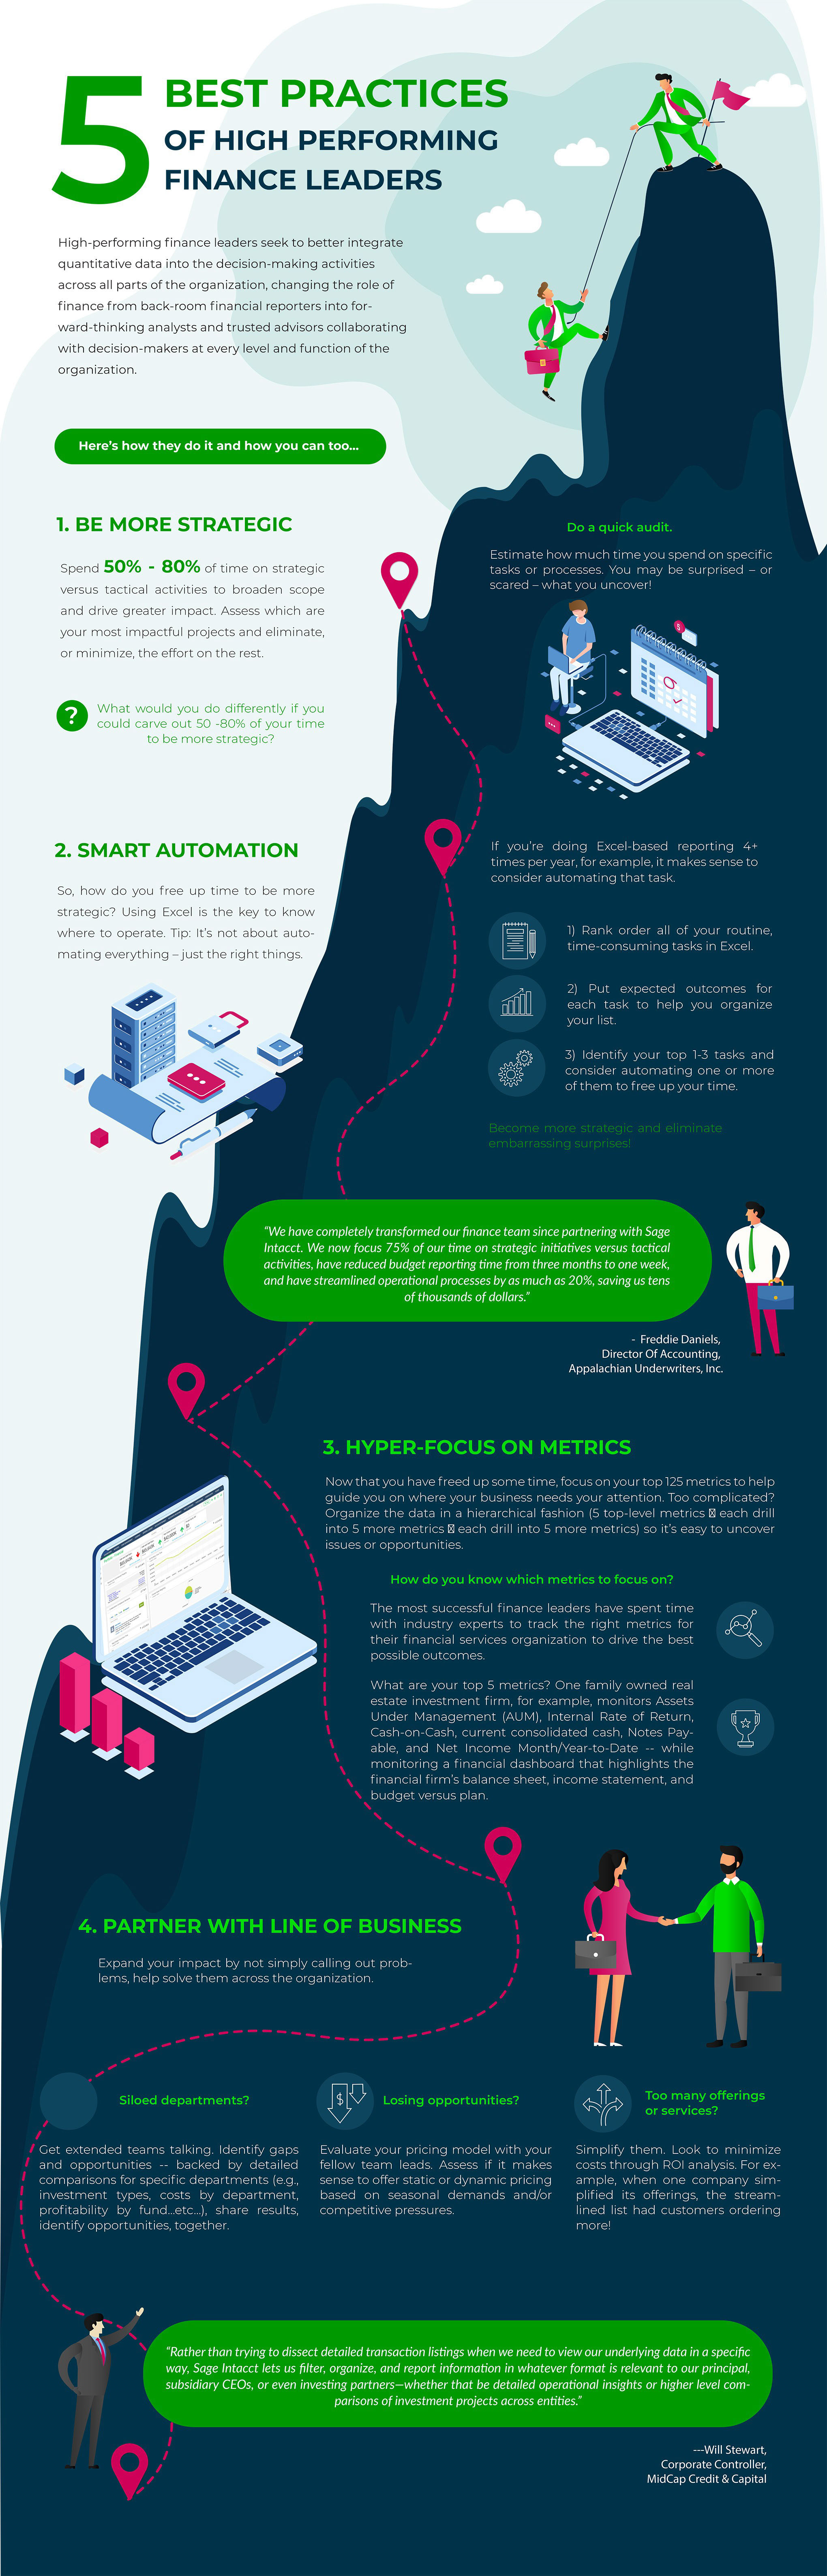 5
BEST PRACTICES
OF HIGH PERFORMING
FINANCE LEADERS
High-performing finance leaders seek to better integrate
quantitative data into the decision-making activities
across all parts of the organization, changing the role of
finance from back-room financial reporters into for-
ward-thinking analysts and trusted advisors collaborating
with decision-makers at every level and function of the
organization.
Here's how they do it and how you can too...
1. BE MORE STRATEGIC
Spend 50% - 80% of time on strategic
versus tactical activities to broaden scope
and drive greater impact. Assess which are
your most impactful projects and eliminate,
or minimize, the effort on the rest.
?
What would you do differently if you
could carve out 50 -80% of your time
to be more strategic?
Do a quick audit.
Estimate how much time you spend on specific
tasks or processes. You may be surprised – or
scared – what you uncover!
2. SMART AUTOMATION
So, how do you free up time to be more
strategic? Using Excel is the key to know
where to operate. Tip: It's not about auto-
mating everything – just the right things.
If you're doing Excel-based reporting 4+
times per year, for example, it makes sense to
consider automating that task.
1) Rank order all of your routine,
time-consuming tasks in Excel.
2) Put expected outcomes for
each task to help you organize
your list.
3) Identify your top 1-3 tasks and
consider automating one or more
of them to free up your time.
Become more strategic and eliminate
embarrassing surprises!
“We have completely transformed our finance team since partnering with Sage
Intacct. We now focus 75% of our time on strategic initiatives versus tactical
activities, have reduced budget reporting time from three months to one week,
and have streamlined operational processes by as much as 20%, saving us tens
of thousands of dollars.”
- Freddie Daniels,
Director Of Accounting,
Appalachian Underwriters, Inc.
3. HYPER-FOCUS ON METRICS
Now that you have freed up some time, focus on your top 125 metrics to help
guide you on where your business needs your attention. Too complicated?
Organize the data in a hierarchical fashion (5 top-level metrics each drill
into 5 more metrics each drill into 5 more metrics) so it's easy to uncover
issues or opportunities.
How do you know which metrics to focus on?
The most successful finance leaders have spent time
with industry experts to track the right metrics for
their financial services organization to drive the best
possible outcomes.
What are your top 5 metrics? One family owned real
estate investment firm, for example, monitors Assets
Under Management (AUM), Internal Rate of Return,
Cash-on-Cash, current consolidated cash, Notes Pay-
able, and Net Income Month/Year-to-Date -- while
monitoring a financial dashboard that highlights the
financial firm's balance sheet, income statement, and
budget versus plan.
4. PARTNER WITH LINE OF BUSINESS
Expand your impact by not simply calling out prob-
lems, help solve them across the organization.
Siloed departments?
Get extended teams talking. Identify gaps
and opportunities -- backed by detailed
comparisons for specific departments (e.g.,
investment types, costs by department,
profitability by fund...etc...), share results,
identify opportunities, together.
$
Losing opportunities?
Evaluate your pricing model with your
fellow team leads. Assess if it makes
sense to offer static or dynamic pricing
based on seasonal demands and/or
competitive pressures.
Too many offerings
or services?
Simplify them. Look to minimize
costs through ROI analysis. For ex-
ample, when one company sim-
plified its offerings, the stream-
lined list had customers ordering
more!
“Rather than trying to dissect detailed transaction listings when we need to view our underlying data in a specific
way, Sage Intacct lets us filter, organize, and report information in whatever format is relevant to our principal,
subsidiary CEOs, or even investing partners—whether that be detailed operational insights or higher level com-
parisons of investment projects across entities.”
---Will Stewart,
Corporate Controller,
MidCap Credit & Capital